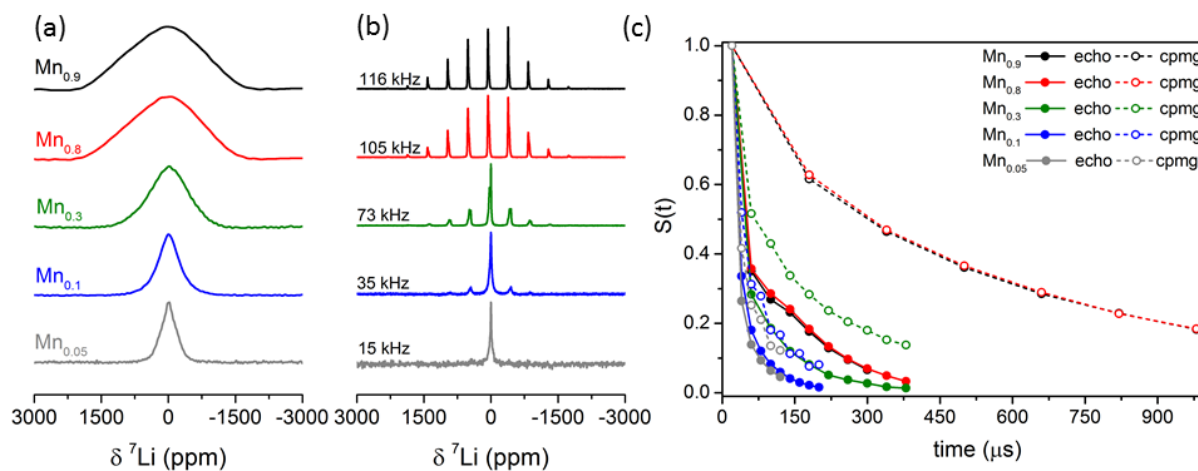 (a)
Mn0.9
Mn0.8
Mn0.3
Mn0.1
Mn0.05
3000 1500 0 -1500 -3000
δ 7Li (ppm)
(b)
116 kHz
105 kHz
73 kHz
35 kHz
15 kHz
3000 1500 0 -1500 -3000
δ 7Li (ppm)
(c)
S(t)
1.0
0.8
0.6
0.4
0.2
0.0
Mn0.9 echo cpmg
Mn0.8 echo cpmg
Mn0.3 echo cpmg
Mn0.1 echo cpmg
Mn0.05 echo cpmg
150 300 450 600 750 900
time (μs)